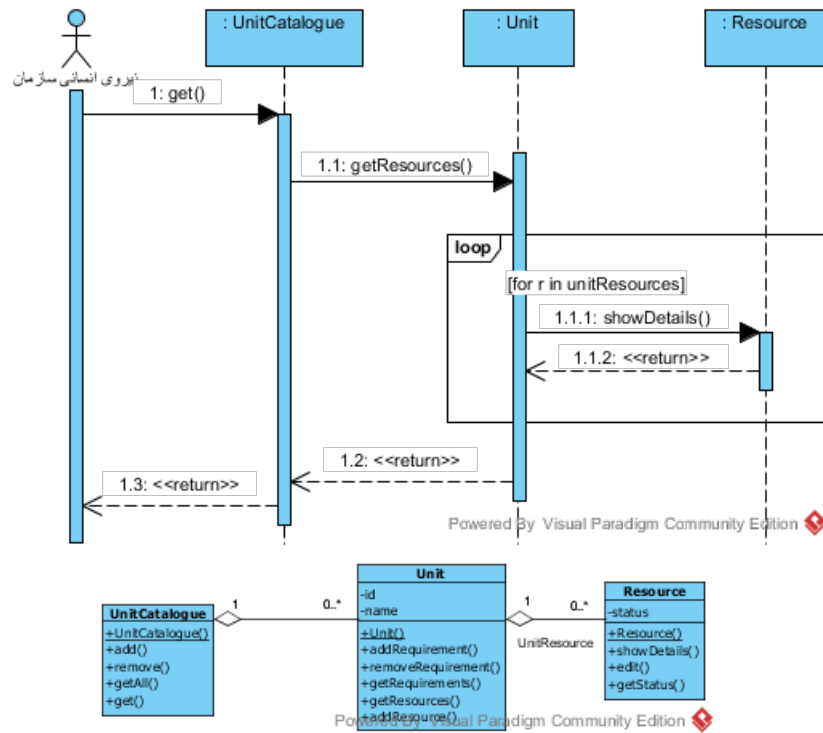 : UnitCatalogue
: Unit
: Resource
نیروی انسانی سازمان
1: get()
1.1: getResources()
loop
[for r in unitResources]
1.1.1: showDetails()
1.1.2: <<return>>
1.2: <<return>>
1.3: <<return>>
Powered By Visual Paradigm Community Edition
UnitCatalogue
+UnitCatalogue()
+add()
+remove()
+getAll()
+get()
1
0..*
Unit
-id
-name
+Unit()
+addRequirement()
+removeRequirement()
+getRequirements()
+getResources()
+addResource()
1
0..*
UnitResource
Resource
-status
+Resource()
+showDetails()
+edit()
+getStatus()
Powered By Visual Paradigm Community Edition